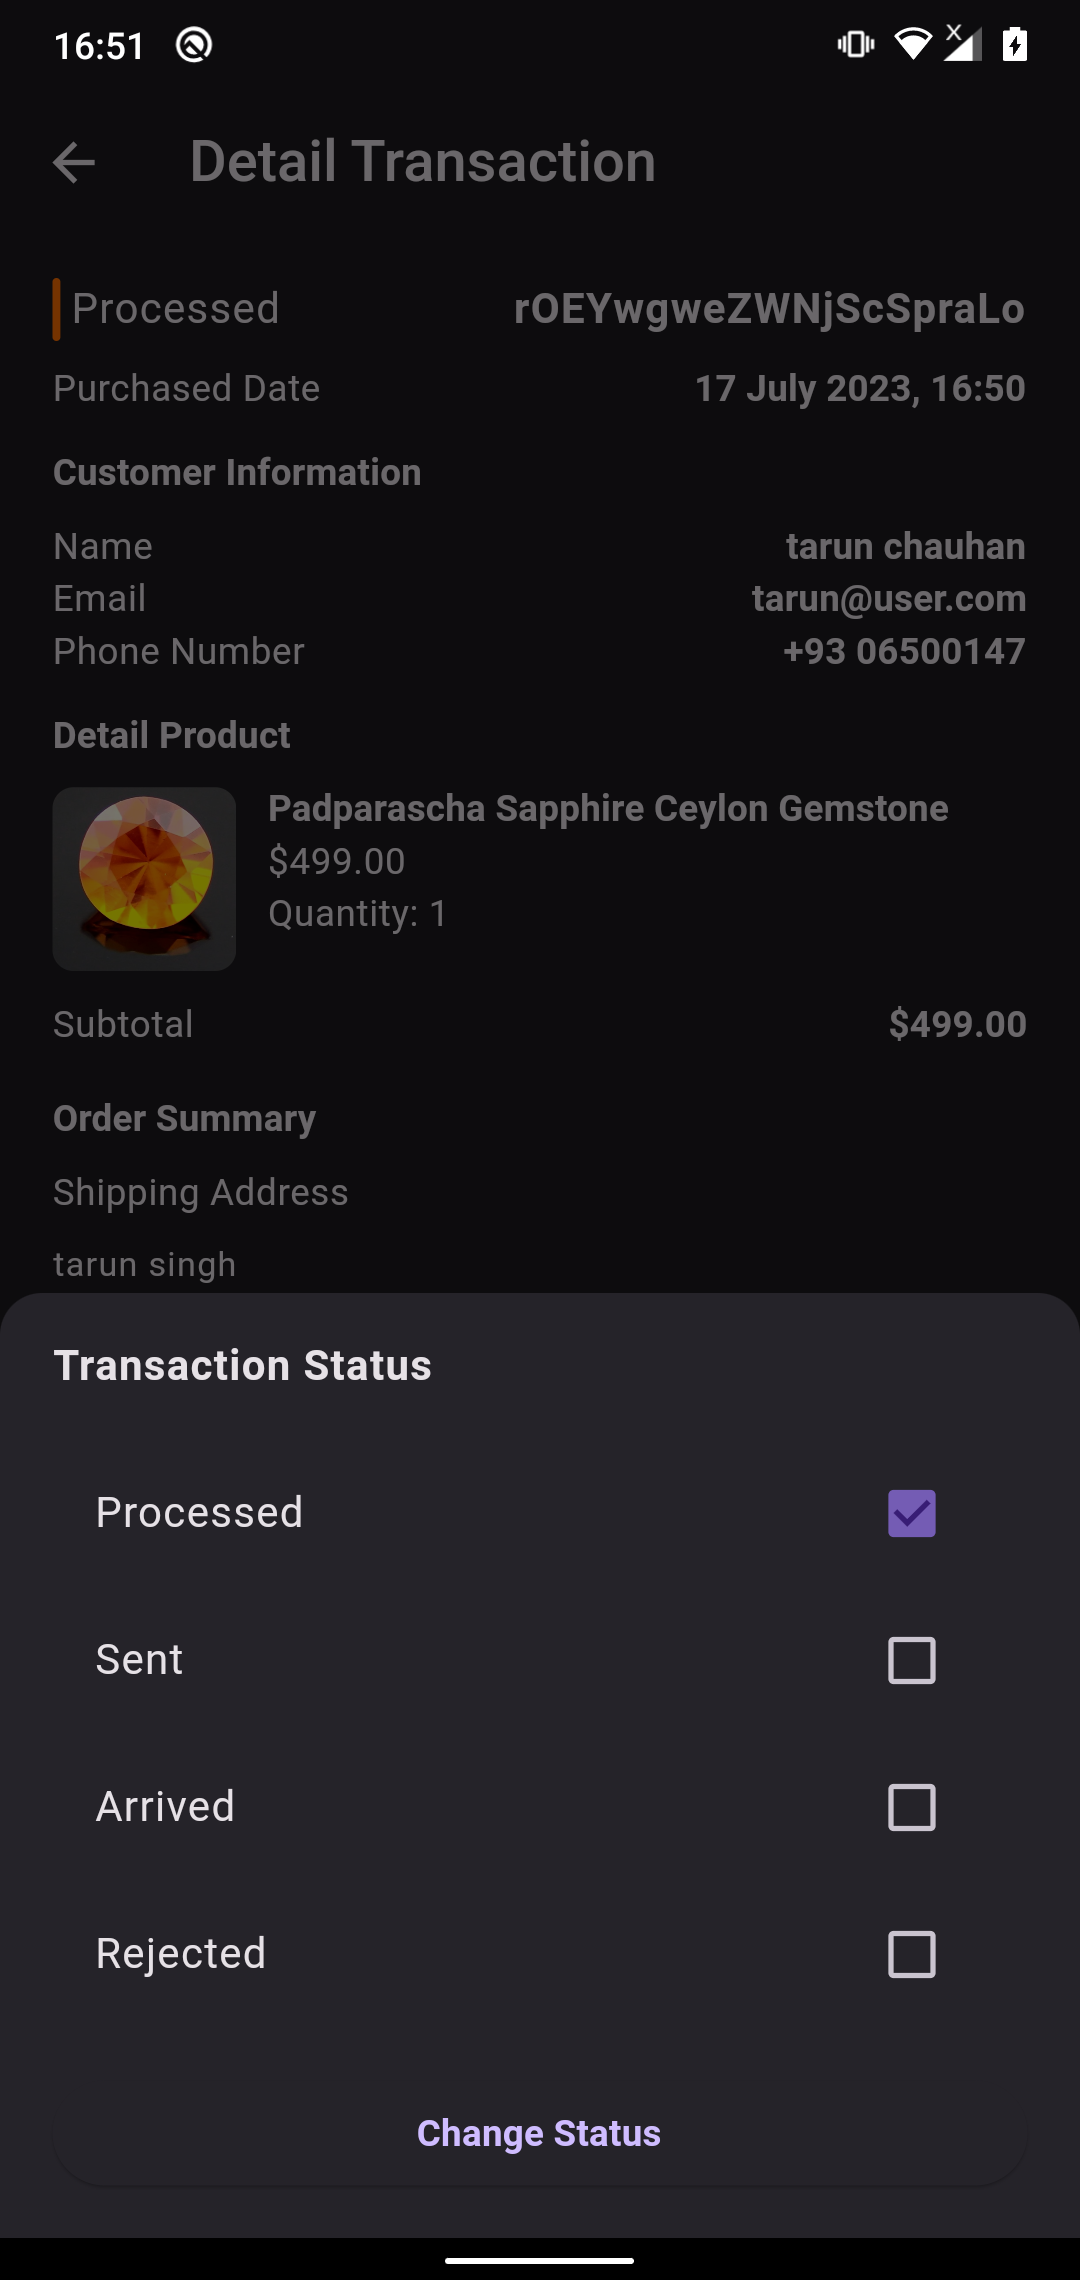 16:51
Detail Transaction
Processed rOEYwgweZWNjScSpraLo
Purchased Date 17 July 2023, 16:50
Customer Information
Name tarun chauhan
Email tarun@user.com
Phone Number +93 06500147
Detail Product
Padparascha Sapphire Ceylon Gemstone
$499.00
Quantity: 1
Subtotal $499.00
Order Summary
Shipping Address
tarun singh
Transaction Status
Processed
Sent
Arrived
Rejected
Change Status